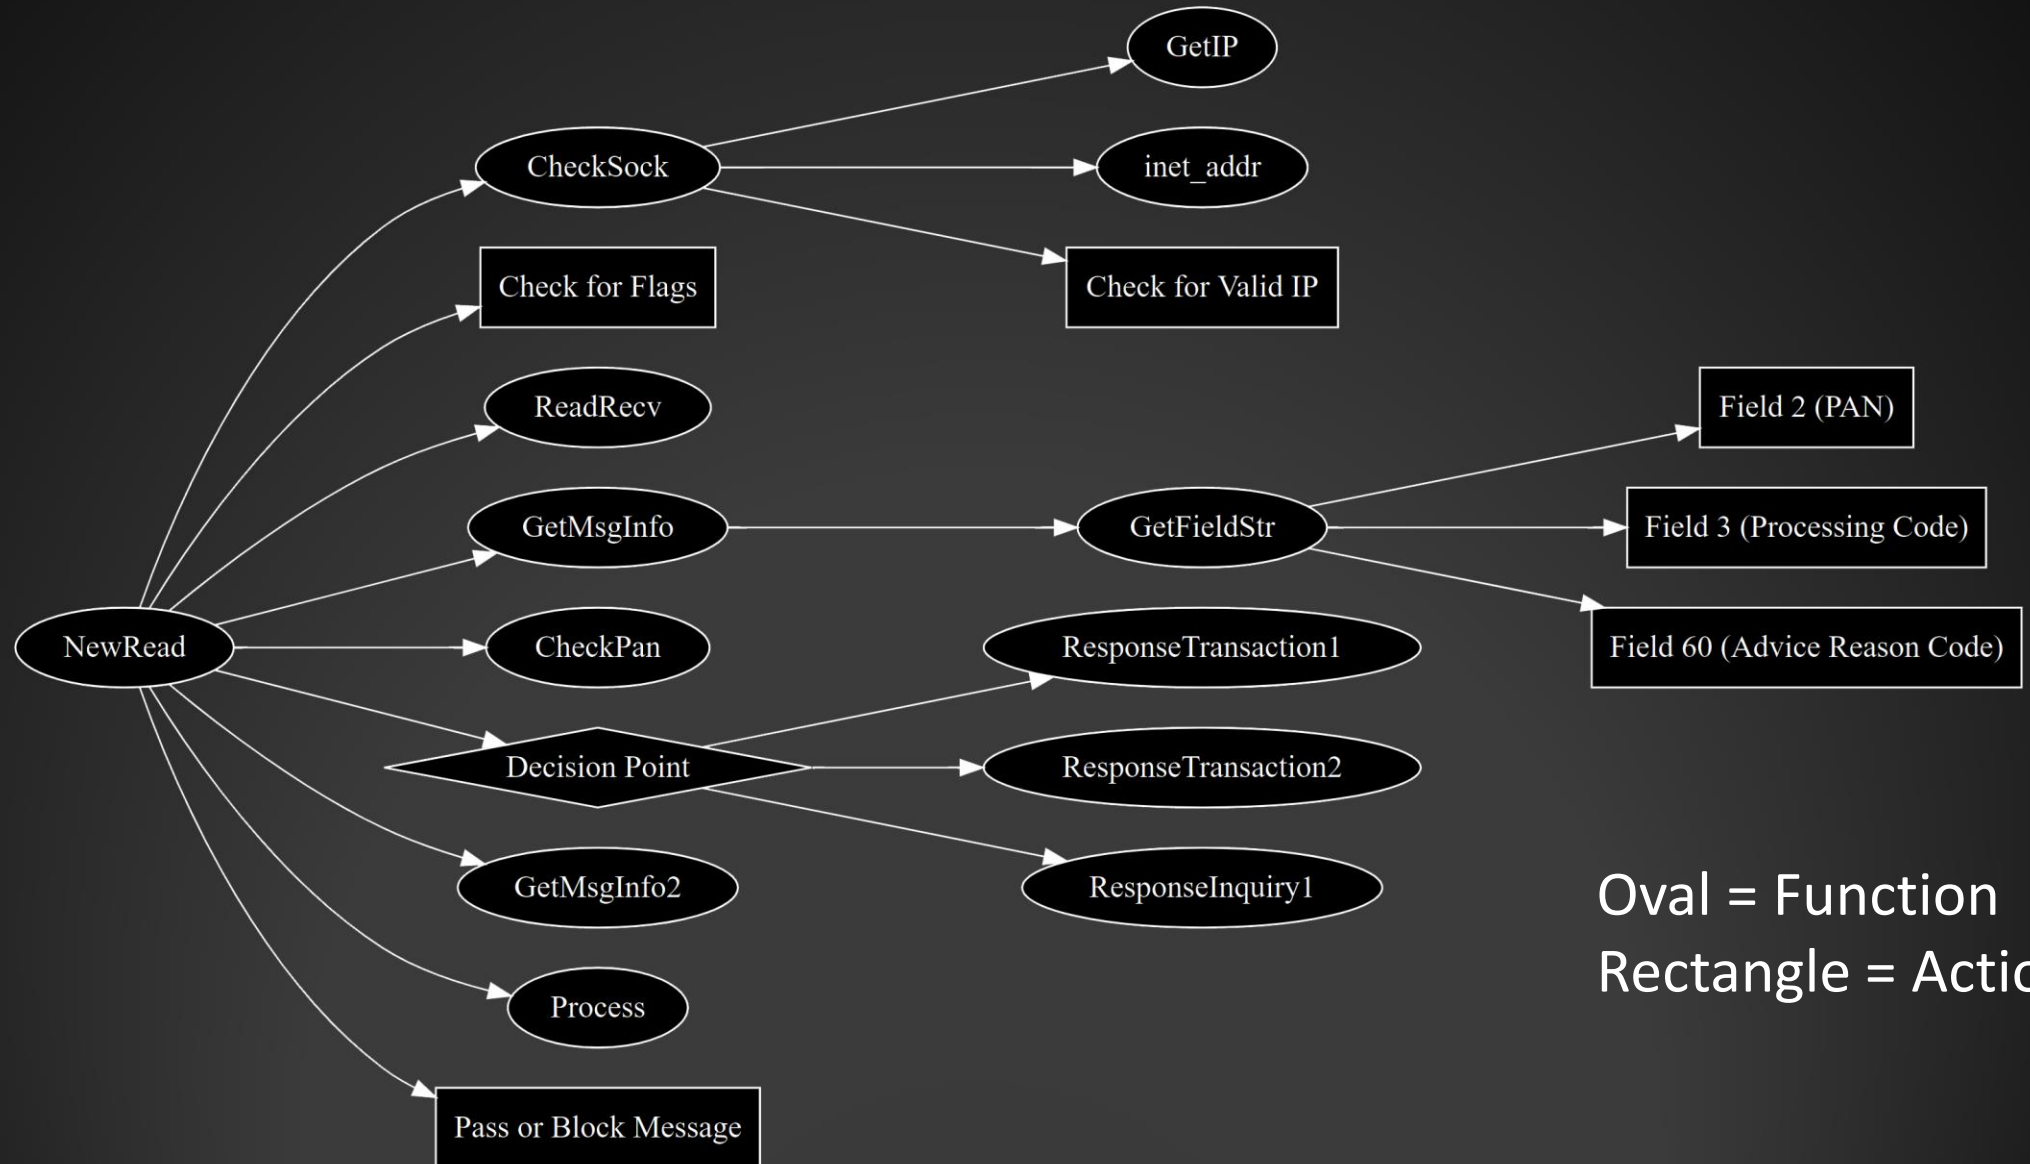 GetIP
CheckSock
inet_addr
Check for Flags
Check for Valid IP
ReadRecv
Field 2 (PAN)
GetMsgInfo
GetFieldStr
Field 3 (Processing Code)
NewRead
CheckPan
ResponseTransaction1
Field 60 (Advice Reason Code)
Decision Point
ResponseTransaction2
GetMsgInfo2
ResponseInquiry1
Oval = Function
Rectangle =
Process
Pass or Block Message